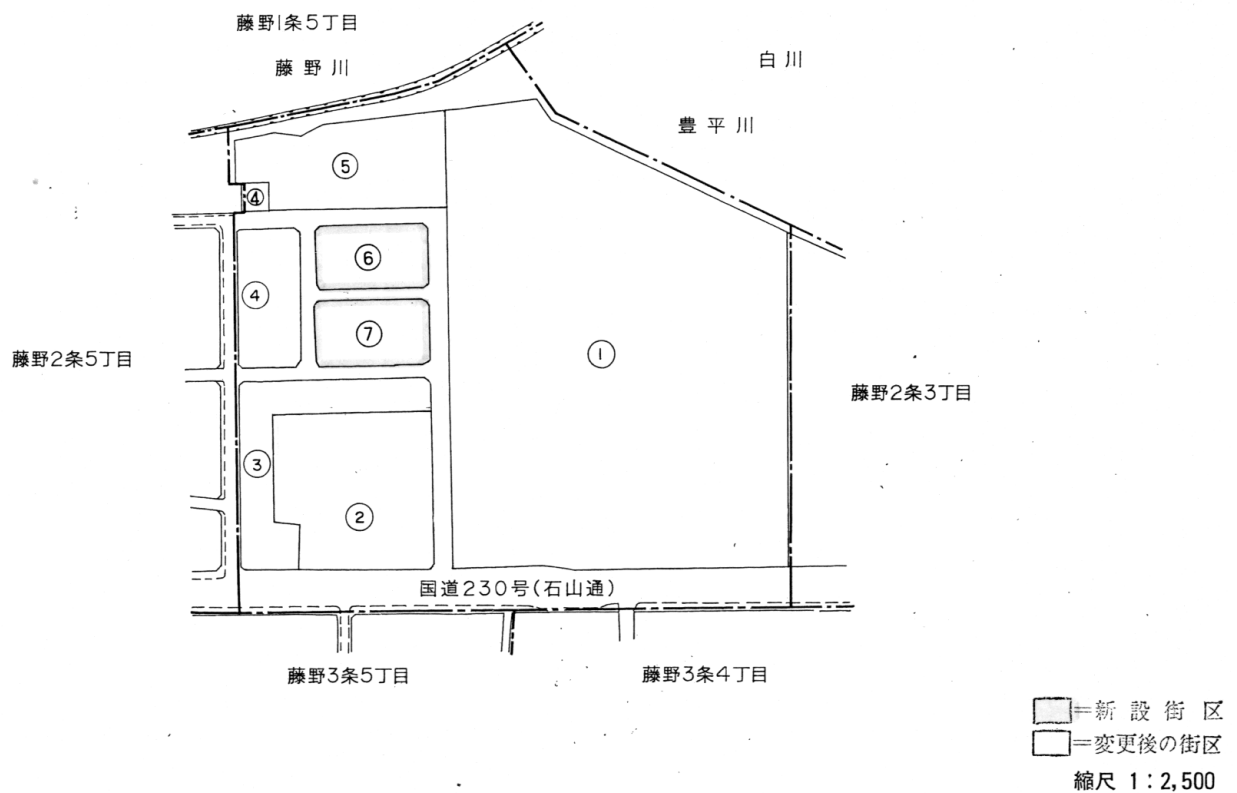 藤野1条5丁目
藤野川
白川
豊平川
⑤
④
⑥
④
⑦
①
藤野2条5丁目
藤野2条3丁目
③
②
国道230号(石山通)
藤野3条5丁目
藤野3条4丁目
=新設街区
=変更後の街区
縮尺 1:2,500